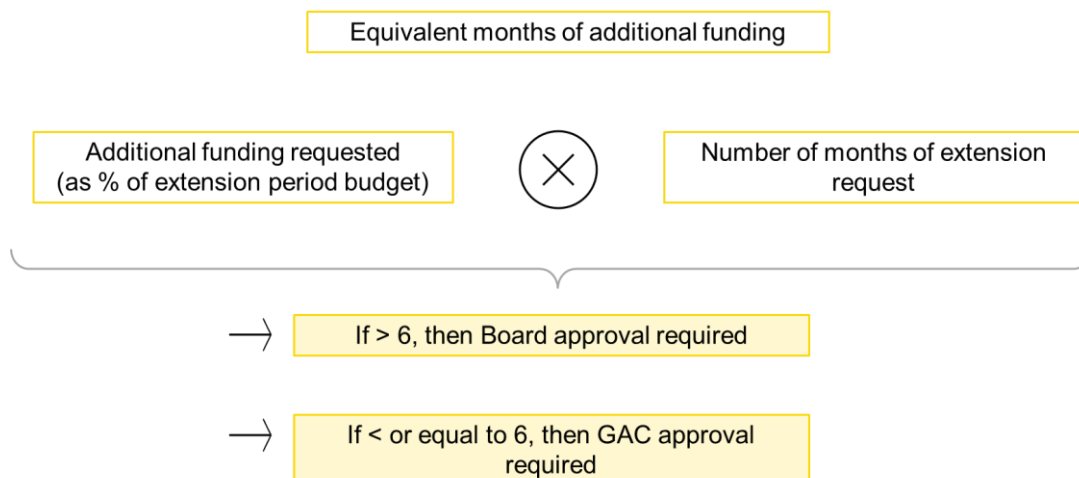 Equivalent months of additional funding
Additional funding requested
(as % of extension period budget)
Number of months of extension
request
If > 6, then Board approval required
If < or equal to 6, then GAC approval
required